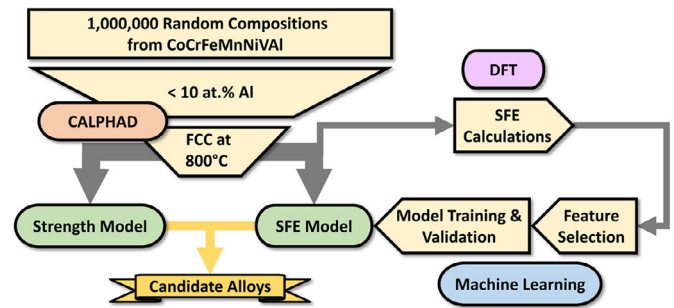 1,000,000 Random Compositions
from CoCrFeMnNiVAl
< 10 at.% Al
DFT
CALPHAD
SFE
Calculations
FCC at
800°C
Strength Model
SFE Model
Model Training &
Validation
Feature
Selection
Candidate Alloys
Machine Learning